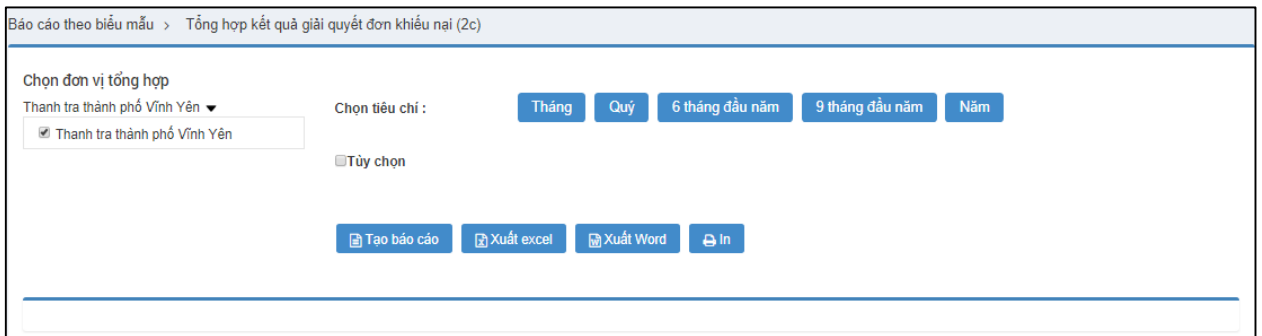 Báo cáo theo biểu mẫu > Tổng hợp kết quả giải quyết đơn khiếu nại (2c)
Chọn đơn vị tổng hợp
Thanh tra thành phố Vĩnh Yên
Thanh tra thành phố Vĩnh Yên
Chọn tiêu chí :
Tháng
Quý
6 tháng đầu năm
9 tháng đầu năm
Năm
Tùy chọn
Tạo báo cáo
Xuất excel
Xuất Word
In